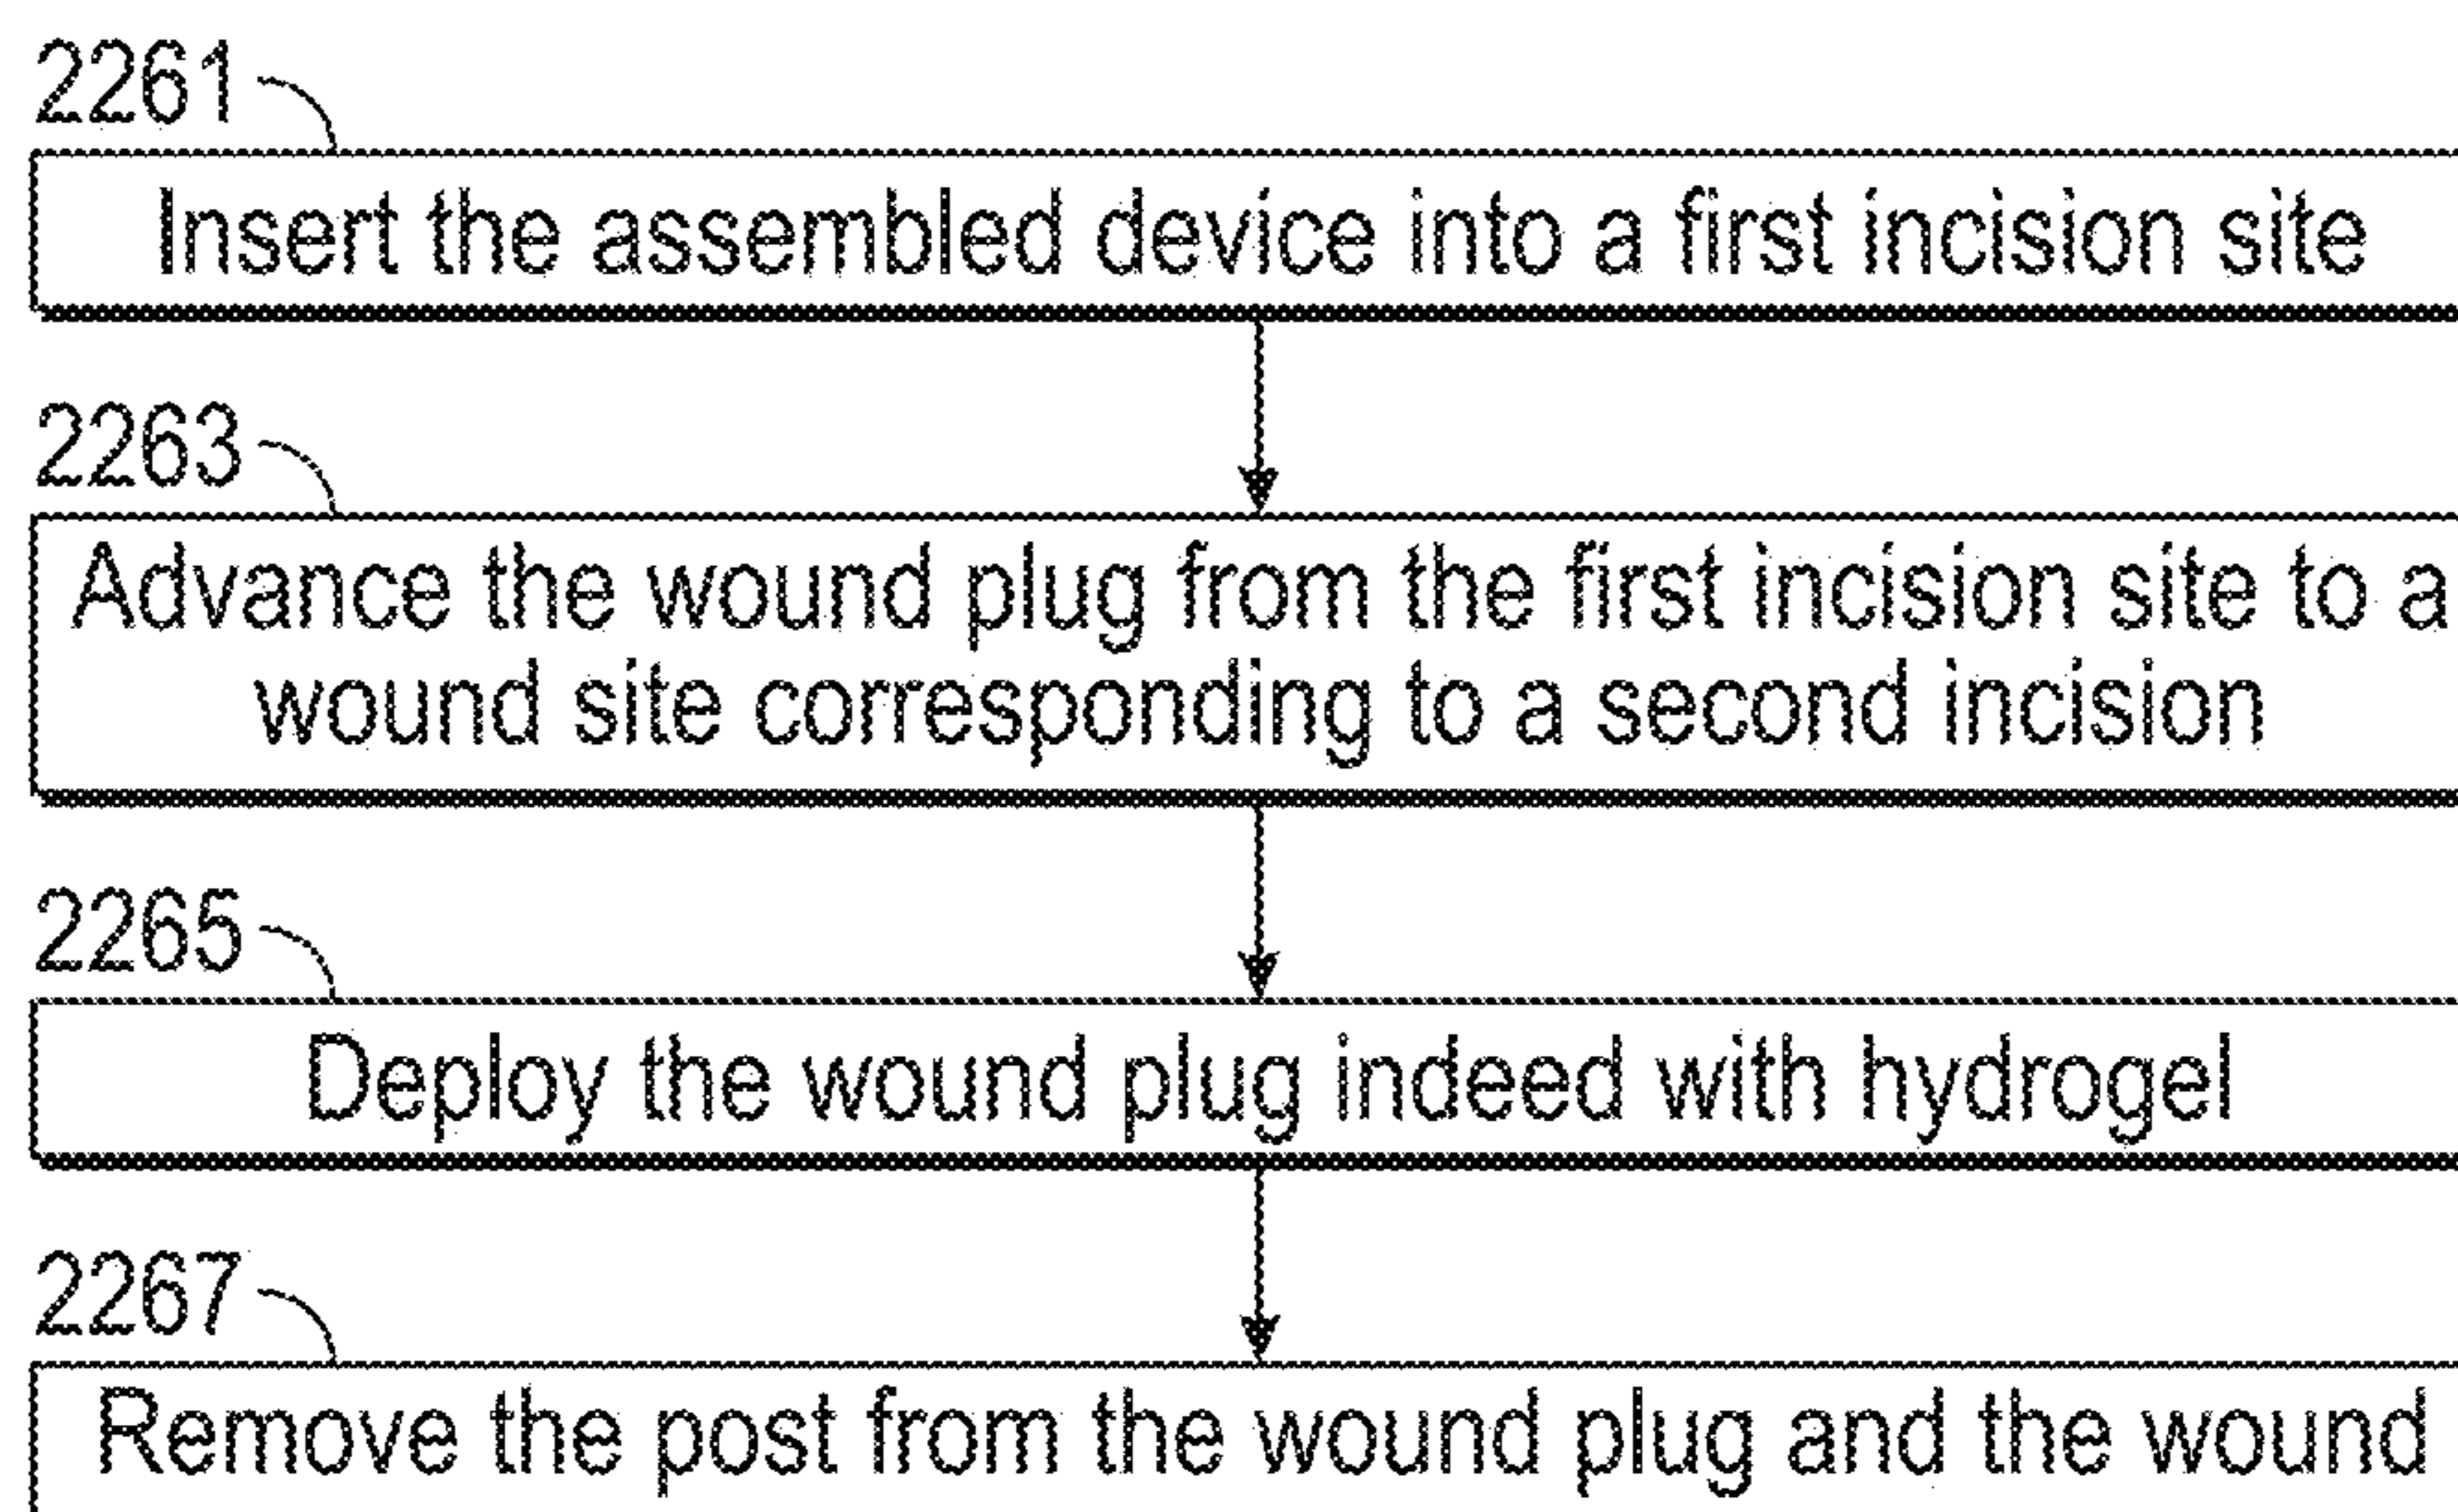 2261
Insert the assembled device into a first incision site
2263
Advance the wound plug from the first incision site to a
wound site corresponding to a second incision
2265
Deploy the wound plug indeed with hydrogel
2267
Remove the post from the wound plug and the wound